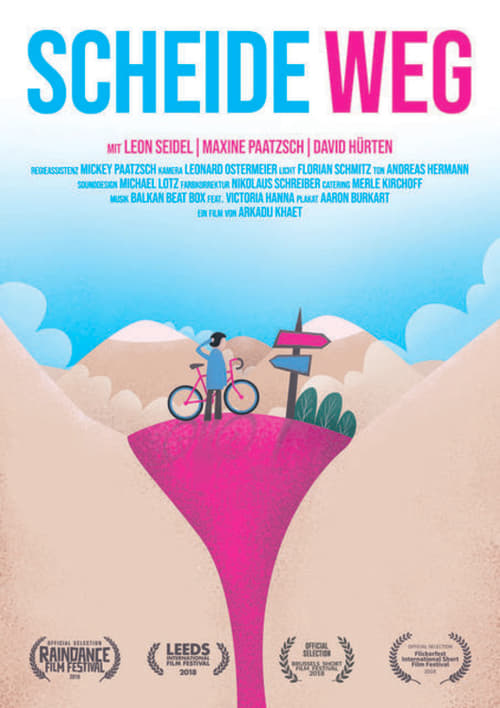 SCHEIDE WEG
MIT LEON SEIDEL | MAXINE PAATZSCH | DAVID HÜRTEN
REGIEASSISTENZ MICKEY PAATZSCH KAMERA LEONARD OSTERMEIER LICHT FLORIAN SCHMITZ TON ANDREAS HERMANN
SOUNDDESIGN MICHAEL LOTZ FARBKORREKTUR NIKOLAUS SCHREIBER CATERING MERLE KIRCHOFF
MUSIK BALKAN BEAT BOX FEAT. VICTORIA HANNA PLAKAT AARON BURKART
EIN FILM VON ARKADIJ KHAET
OFFICIAL SELECTION
RAINDANCE
FILM FESTIVAL
2018
LEEDS
INTERNATIONAL
FILM FESTIVAL
2018
OFFICIAL
SELECTION
BRUSSELS SHORT
FILM FESTIVAL
OFFICIAL SELECTION
Flickerfest
International Short
Film Festival
2018